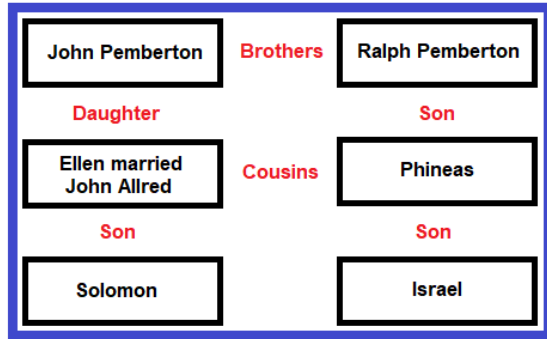 John Pemberton
Brothers
Ralph Pemberton
Daughter
Son
Ellen married
John Allred
Cousins
Phineas
Son
Son
Solomon
Israel